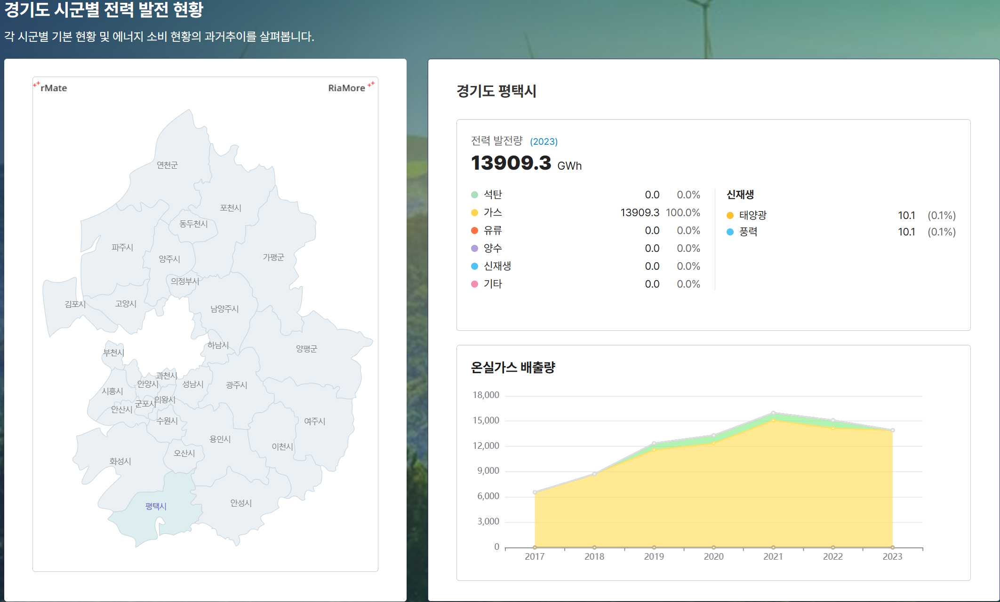 경기도 시군별 전력 발전 현황
각 시군별 기본 현황 및 에너지 소비 현황의 과거추이를 살펴봅니다.
rMate
RiaMore
연천군
포천시
동두천시
파주시
양주시
가평군
의정부시
김포시
고양시
남양주시
하남시
양평군
부천시
과천시
안양시
성남시
광주시
시흥시
의왕시
군포시
안산시
수원시
여주시
용인시
이천시
오산시
화성시
안성시
평택시
경기도 평택시
전력 발전량 (2023)
13909.3 GWh
석탄 0.0 0.0%
가스 13909.3 100.0%
유류 0.0 0.0%
양수 0.0 0.0%
신재생 0.0 0.0%
기타 0.0 0.0%
신재생
태양광 10.1 (0.1%)
풍력 10.1 (0.1%)
온실가스 배출량
18,000
15,000
12,000
9,000
6,000
3,000
0
2017 2018 2019 2020 2021 2022 2023